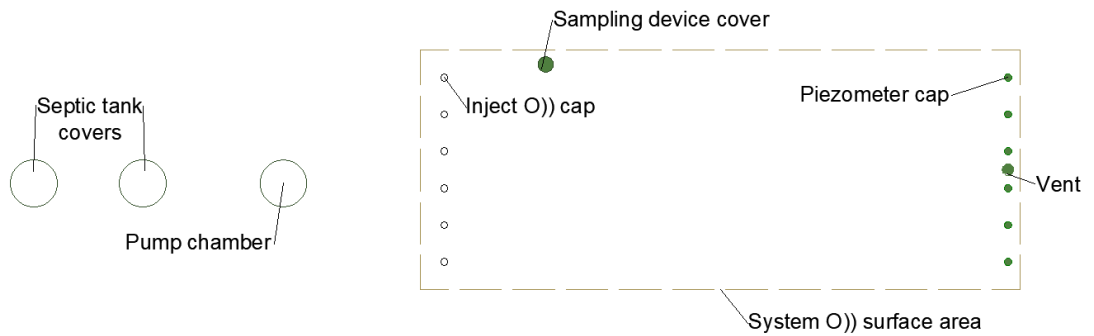 Sampling device cover
Septic tank
covers
Inject O)) cap
Piezometer cap
Vent
Pump chamber
System O)) surface area